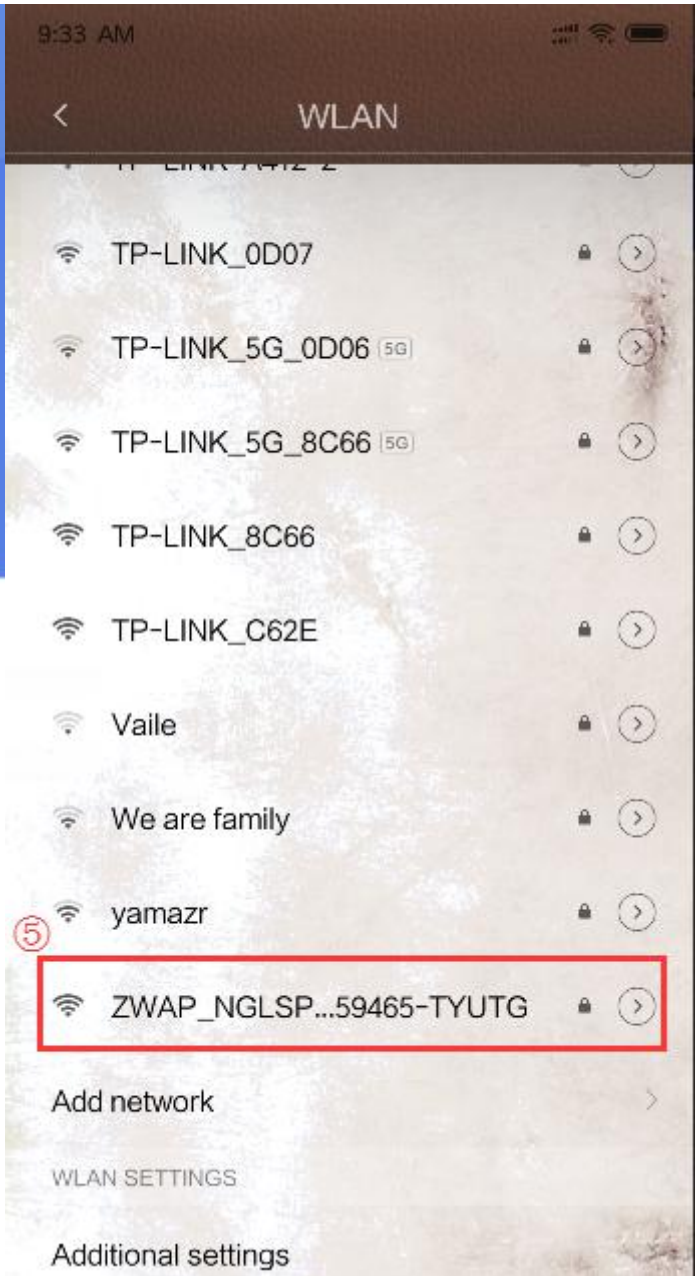 9:33 AM
WLAN
TP-LINK_0D07
TP-LINK_5G_0D06 5G
TP-LINK_5G_8C66 5G
TP-LINK_8C66
TP-LINK_C62E
Vaile
We are family
yamazr
⑤
ZWAP_NGLSP...59465-TYUTG
Add network
WLAN SETTINGS
Additional settings